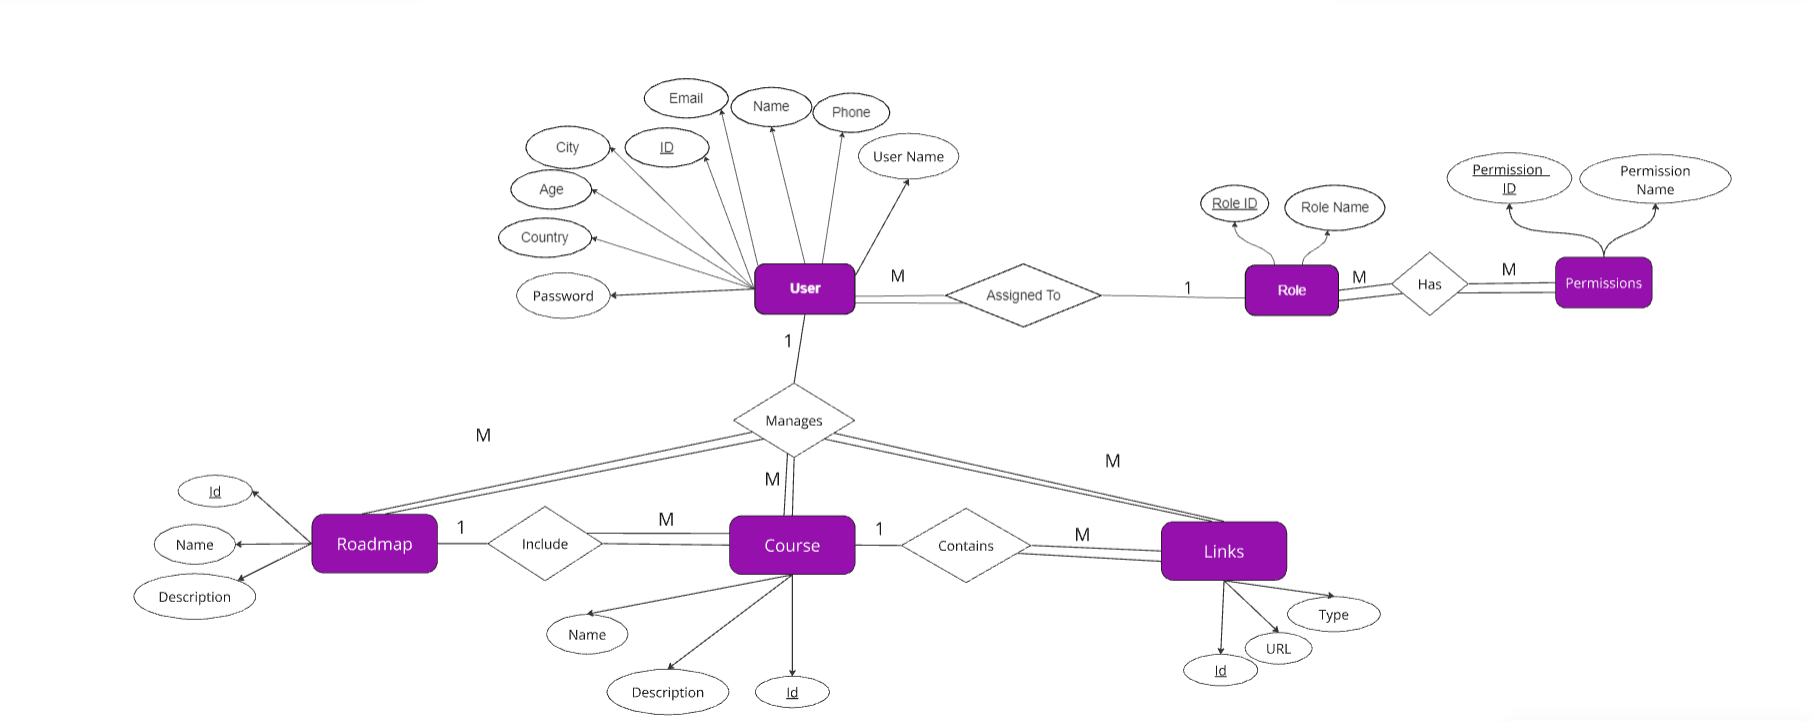 Email
Name
Phone
City
ID
User Name
Age
Country
Password
User
M
Assigned To
1
Role ID
Role Name
Role
M
Has
M
Permission
ID
Permission
Name
Permissions
1
Manages
M
M
M
Id
Name
Description
Roadmap
1
Include
M
Course
1
Contains
M
Links
Name
Description
Id
Type
URL
Id